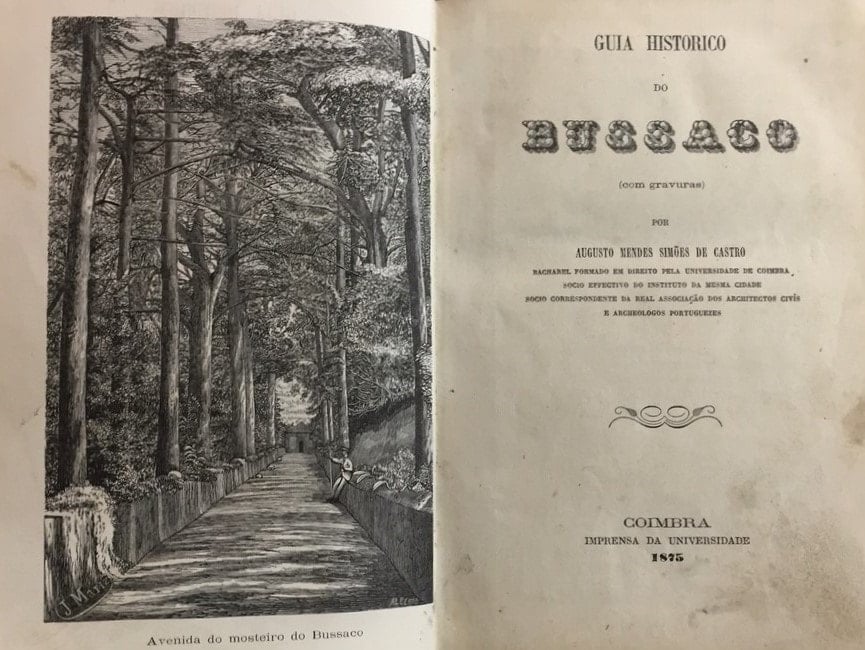 Avenida do mosteiro do Bussaco
GUIA HISTORICO
DO
BUSSACO
(com gravuras)
POR
AUGUSTO MENDES SIMÕES DE CASTRO
BACHAREL FORMADO EM DIREITO PELA UNIVERSIDADE DE COIMBRA
SOCIO EFFECTIVO DO INSTITUTO DA MESMA CIDADE
SOCIO CORRESPONDENTE DA REAL ASSOCIAÇÃO DOS ARCHITECTOS CIVÍS
E ARCHEOLOGOS PORTUGUEZES
COIMBRA
IMPRENSA DA UNIVERSIDADE
1875